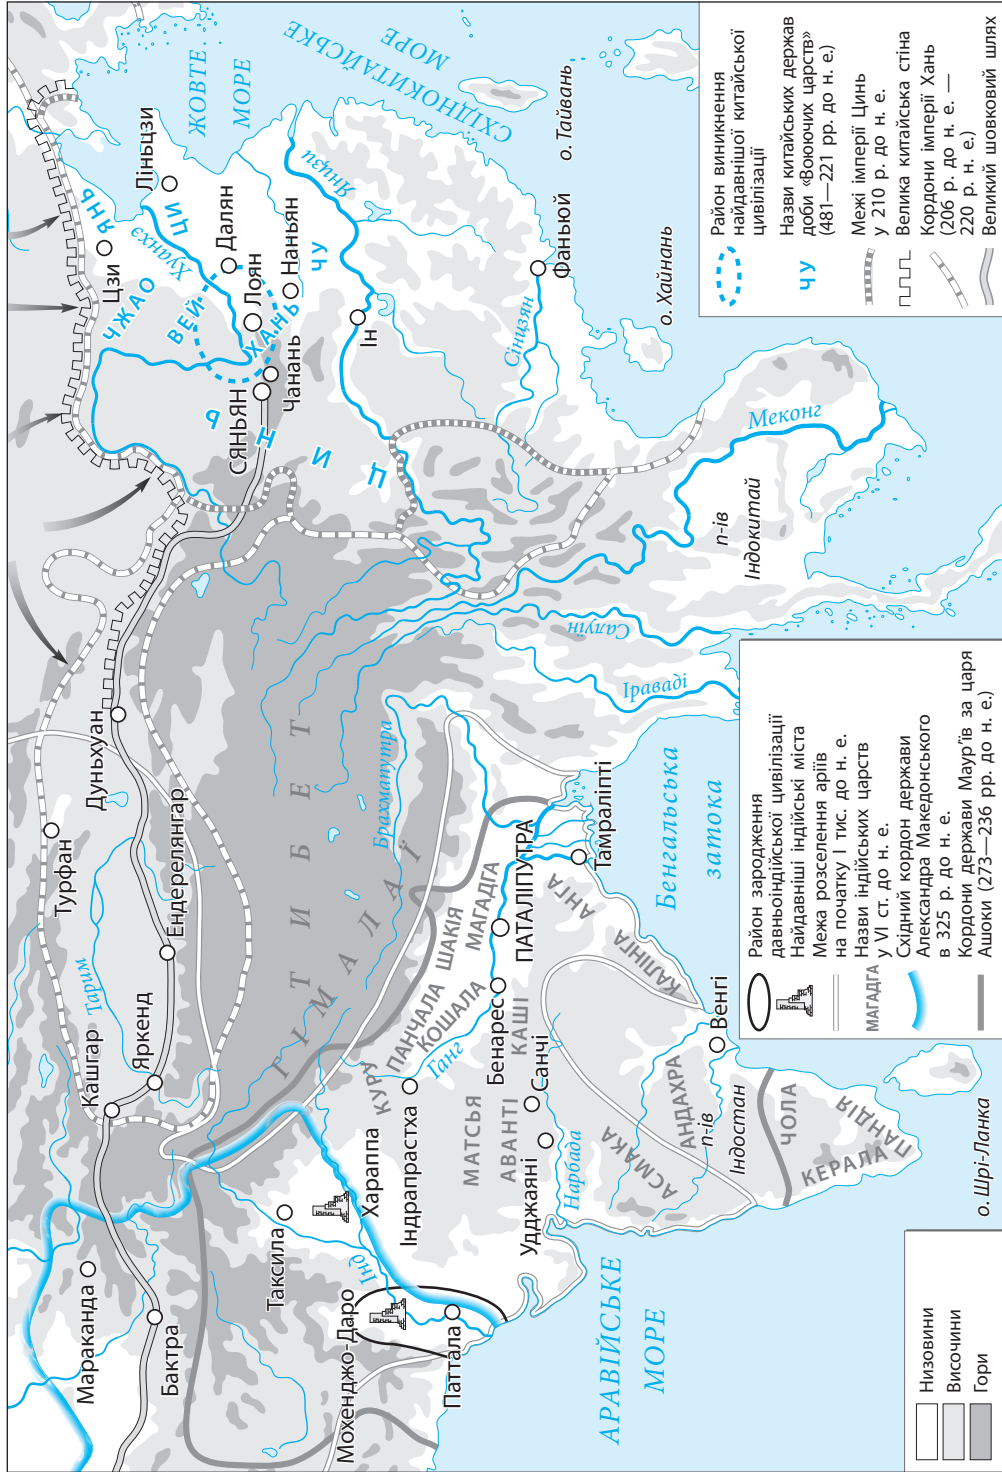 ЖОВТЕ
МОРЕ
СХІДНОКИТАЙСЬКЕ
МОРЕ
о. Тайвань
о. Хайнань
Ліньцзи
ЦИ
Хуанхэ
ЯНЬ
Цзи
ЧЖАО
Далян
ВЕЙ
Лоян
ХАНЬ
Наньян
ЧУ
Янцзи
Чанань
СЯНЬЯН
ЦИНЬ
Ін
Сіцзян
Фаньюй
Меконг
п-ів
Індокитай
Салуїн
Іраваді
Дуньхуан
Турфан
Ендерелянгар
Тарим
Кашгар
Яркенд
ТИБЕТ
ГІМАЛАЇ
Брахмапутра
Мараканда
Бактра
Таксила
Хараппа
Мохенджо-Даро
Інд
Паттала
Індрапрастха
КУРУ
ПАНЧАЛА
КОШАЛА
ШАКІЯ
МАГАДГА
Ганг
Бенарес
КАШІ
ПАТАЛІПУТРА
Тамраліпті
АНГА
КАЛІНГА
МАТСЬЯ
АВАНТІ
Санчі
Удджаяні
Нарбада
АСМАКА
АНДАХРА
п-ів
Індостан
Венгі
ЧОЛА
КЕРАЛА
ПАНДІЯ
о. Шрі-Ланка
АРАВІЙСЬКЕ
МОРЕ
Бенгальська
затока
Низовини
Височини
Гори
Район зародження
давньоіндійської цивілізації
Найдавніші індійські міста
Межа розселення аріїв
на початку І тис. до н. е.
МАГАДГА
Назви індійських царств
у VI ст. до н. е.
Східний кордон держави
Александра Македонського
в 325 р. до н. е.
Кордони держави Маур'їв за царя
Ашоки (273—236 рр. до н. е.)
Район виникнення
найдавнішої китайської
цивілізації
ЧУ
Назви китайських держав
доби «Воюючих царств»
(481—221 рр. до н. е.)
Межі імперії Цинь
у 210 р. до н. е.
Велика китайська стіна
Кордони імперії Хань
(206 р. до н. е. —
220 р. н. е.)
Великий шовковий шлях